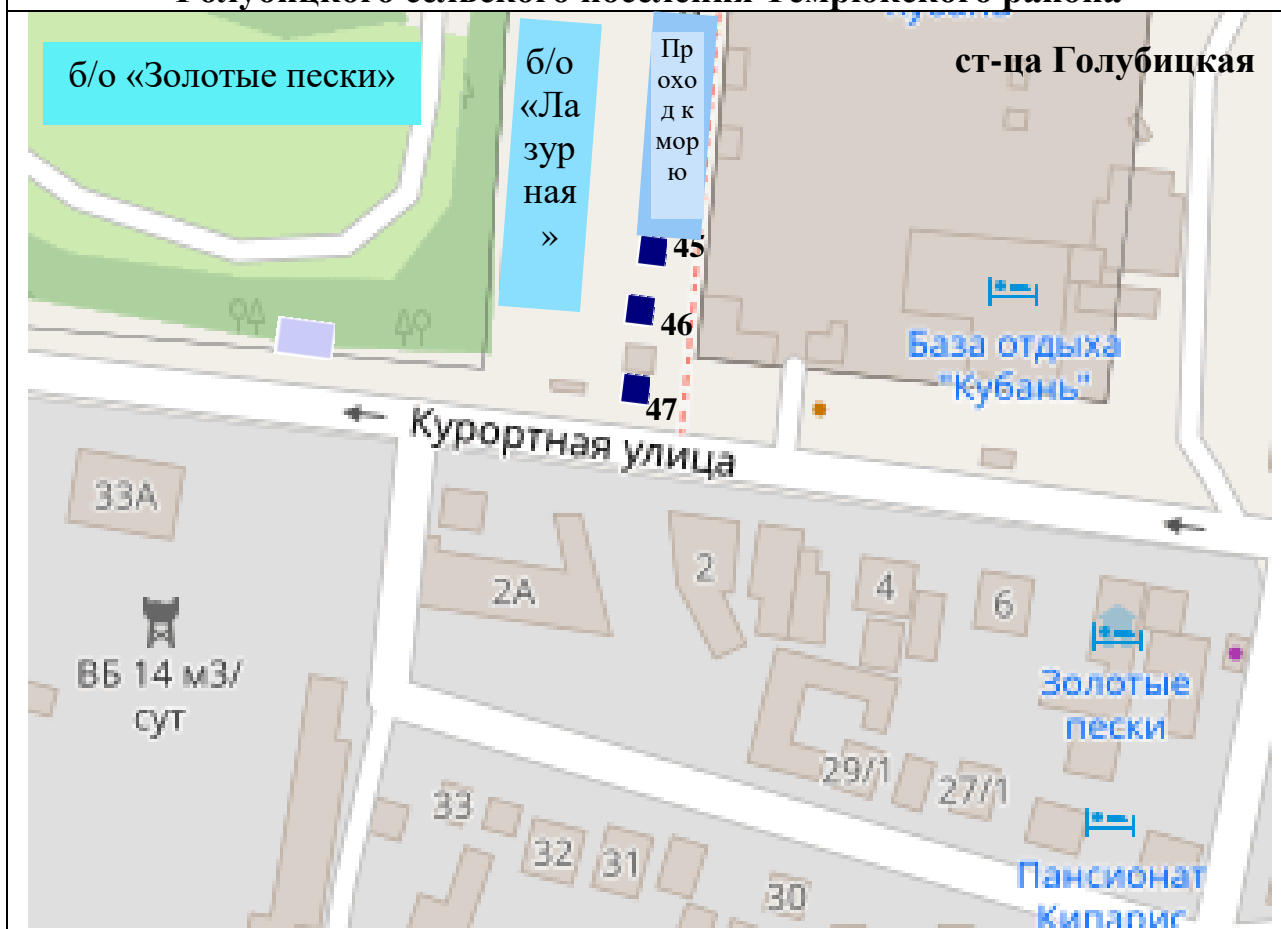 Голубицкого сельского поселения Темрюкского района
Кубань
ст-ца Голубицкая
б/о «Золотые пески»
б/о
«Ла
зур
ная
»
Пр
охо
д к
мор
ю
45
46
47
База отдыха
"Кубань"
Курортная улица
33А
2А
2
4
6
ВБ 14 м3/
сут
Золотые
пески
29/1
27/1
33
32
31
30
Пансионат
Кипарис